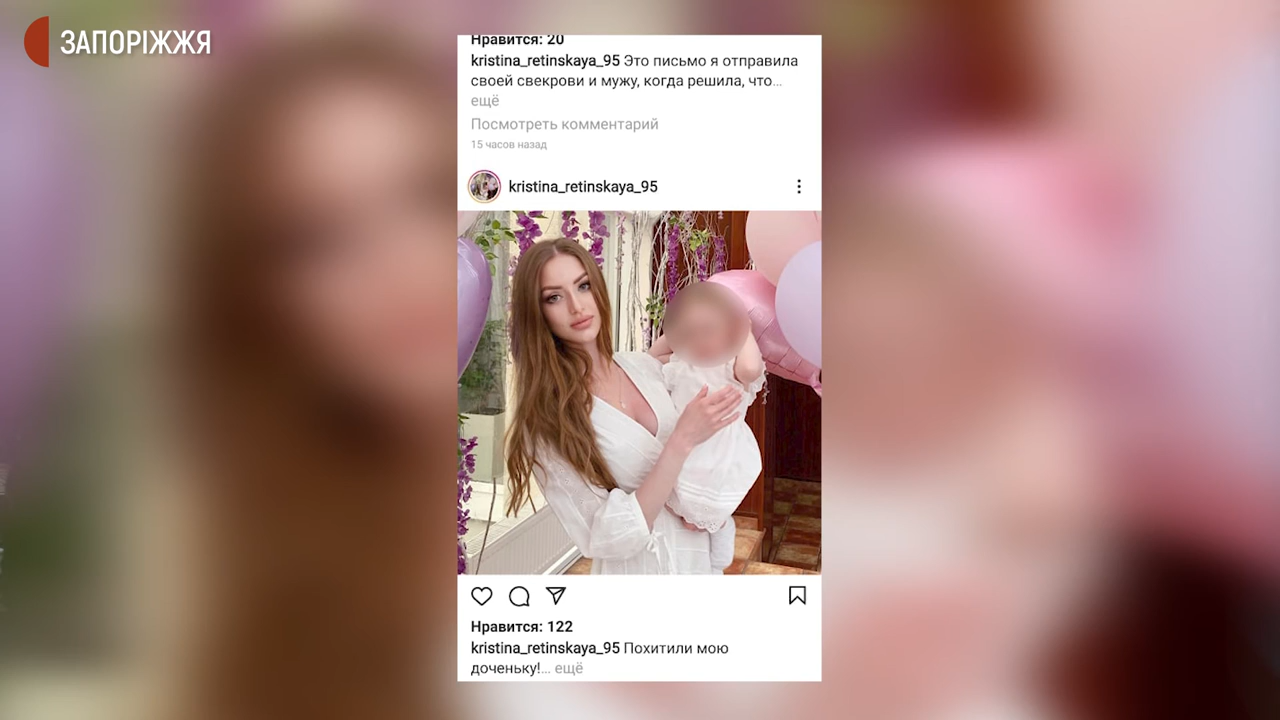 ЗАПОРІЖЖЯ
Нравится: 20
kristina_retinskaya_95 Это письмо я отправила
своей свекрови и мужу, когда решила, что...
ещё
Посмотреть комментарий
15 часов назад
kristina_retinskaya_95
Нравится: 122
kristina_retinskaya_95 Похитили мою
доченьку!... ещё